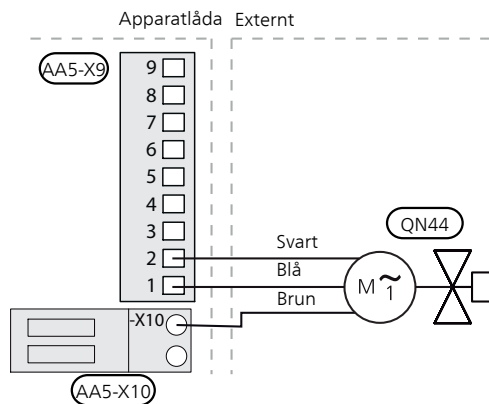 Apparatlåda Externt
AA5-X9
9
8
7
6
5
4
3
2
1
Svart
Blå
Brun
QN44
M ~ 1
-X10
AA5-X10